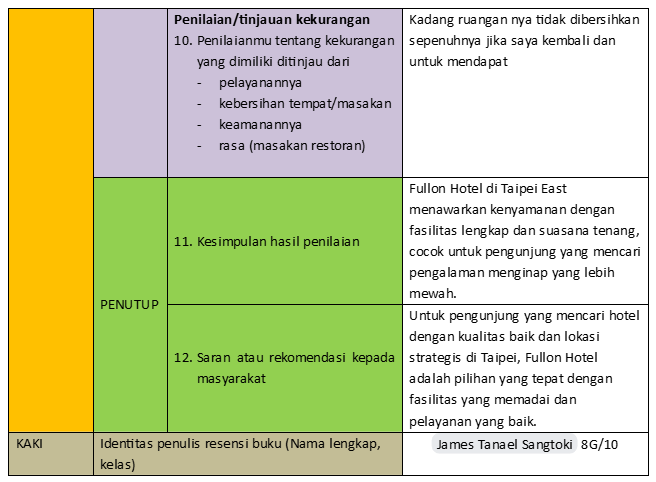 Penilaian/tinjauan kekurangan
10. Penilaianmu tentang kekurangan
yang dimiliki ditinjau dari
- pelayanannya
- kebersihan tempat/masakan
- keamanannya
- rasa (masakan restoran)
Kadang ruangan nya tidak dibersihkan
sepenuhnya jika saya kembali dan
untuk mendapat
PENUTUP
11. Kesimpulan hasil penilaian
Fullon Hotel di Taipei East
menawarkan kenyamanan dengan
fasilitas lengkap dan suasana tenang,
cocok untuk pengunjung yang mencari
pengalaman menginap yang lebih
mewah.
12. Saran atau rekomendasi kepada
masyarakat
Untuk pengunjung yang mencari hotel
dengan kualitas baik dan lokasi
strategis di Taipei, Fullon Hotel
adalah pilihan yang tepat dengan
fasilitas yang memadai dan
pelayanan yang baik.
KAKI
Identitas penulis resensi buku (Nama lengkap,
kelas)
James Tanael Sangtoki 8G/10